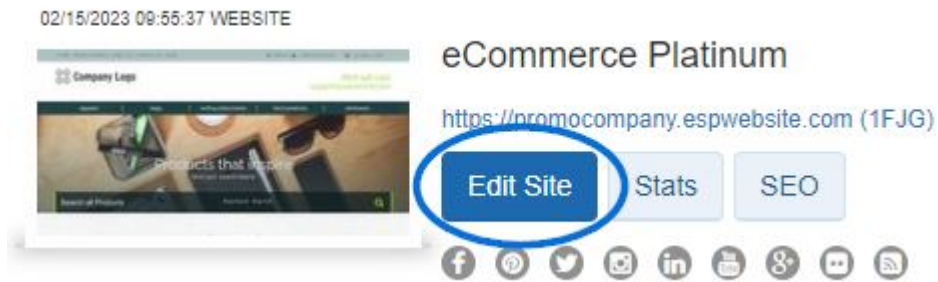 02/15/2023 09:55:37 WEBSITE
Company Logo
Products that inspire
Search all Products
eCommerce Platinum
https://promocompany.espwebsite.com (1FJG)
Edit Site
Stats
SEO